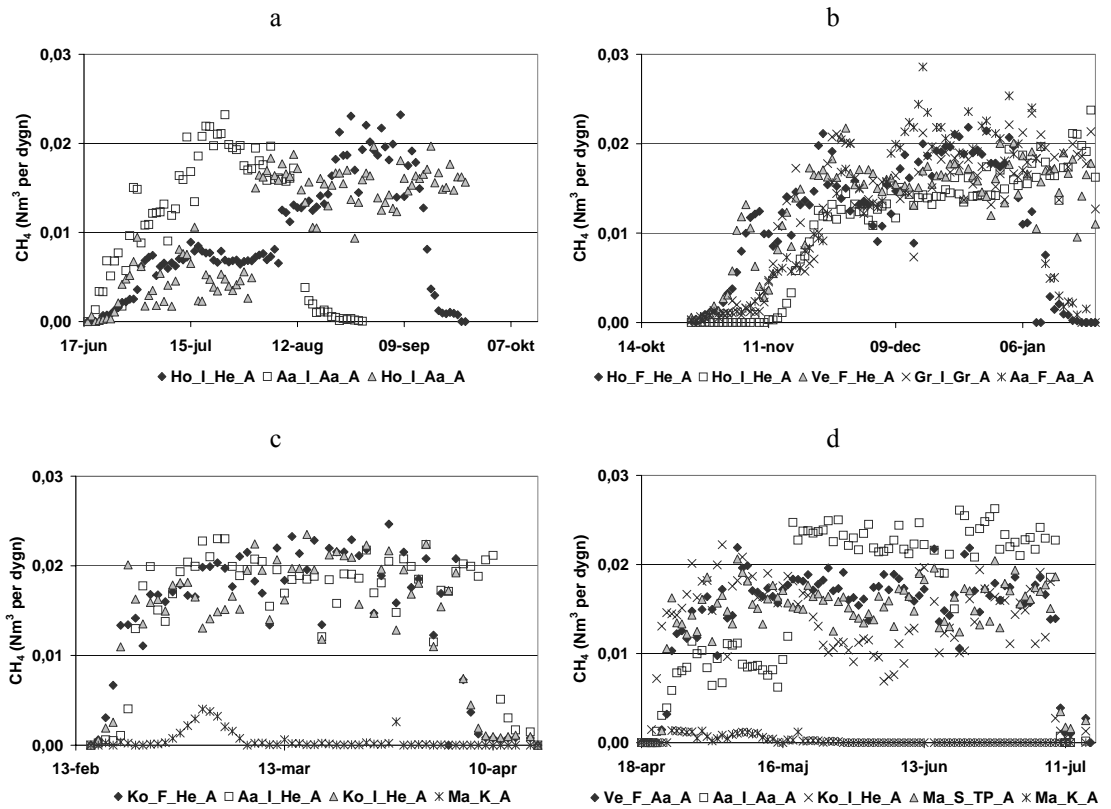 a
0,03
0,02
0,01
0,00
CH₄ (Nm³ per dygn)
17-jun 15-jul 12-aug 09-sep 07-okt
Ho_I_He_A Aa_I_Aa_A Ho_I_Aa_A
b
0,03
0,02
0,01
0,00
CH₄ (Nm³ per dygn)
14-okt 11-nov 09-dec 06-jan
Ho_F_He_A Ho_I_He_A Ve_F_He_A Gr_I_Gr_A Aa_F_Aa_A
c
0,03
0,02
0,01
0,00
CH₄ (Nm³ per dygn)
13-feb 13-mar 10-apr
Ko_F_He_A Aa_I_He_A Ko_I_He_A Ma_K_A
d
0,03
0,02
0,01
0,00
CH₄ (Nm³ per dygn)
18-apr 16-maj 13-jun 11-jul
Ve_F_Aa_A Aa_I_Aa_A Ko_I_He_A Ma_S_TP_A Ma_K_A